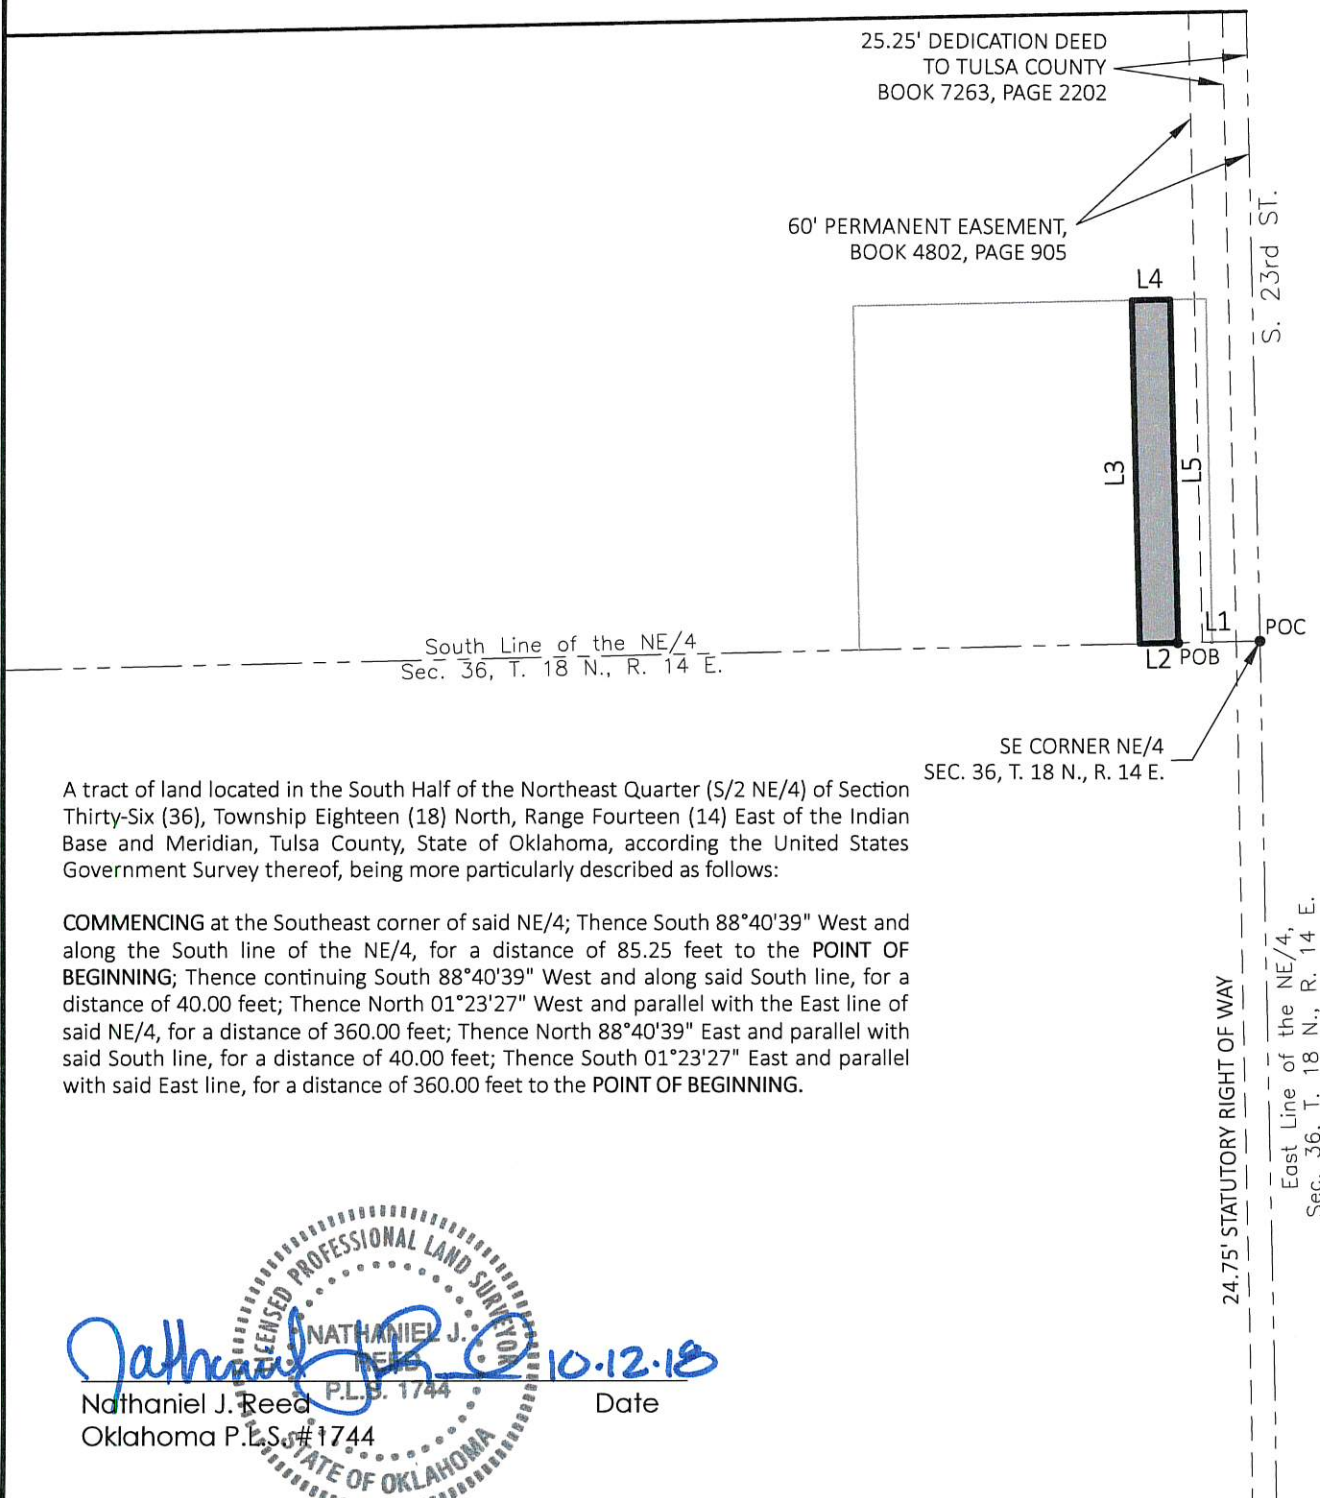 25.25' DEDICATION DEED
TO TULSA COUNTY
BOOK 7263, PAGE 2202
60' PERMANENT EASEMENT,
BOOK 4802, PAGE 905
S. 23rd ST.
L4
L3
L5
L1
POC
L2 POB
South Line of the NE/4
Sec. 36, T. 18 N., R. 14 E.
SE CORNER NE/4
SEC. 36, T. 18 N., R. 14 E.
A tract of land located in the South Half of the Northeast Quarter (S/2 NE/4) of Section
Thirty-Six (36), Township Eighteen (18) North, Range Fourteen (14) East of the Indian
Base and Meridian, Tulsa County, State of Oklahoma, according the United States
Government Survey thereof, being more particularly described as follows:
COMMENCING at the Southeast corner of said NE/4; Thence South 88°40'39" West and
along the South line of the NE/4, for a distance of 85.25 feet to the POINT OF
BEGINNING; Thence continuing South 88°40'39" West and along said South line, for a
distance of 40.00 feet; Thence North 01°23'27" West and parallel with the East line of
said NE/4, for a distance of 360.00 feet; Thence North 88°40'39" East and parallel with
said South line, for a distance of 40.00 feet; Thence South 01°23'27" East and parallel
with said East line, for a distance of 360.00 feet to the POINT OF BEGINNING.
24.75' STATUTORY RIGHT OF WAY
East Line of the NE/4,
Sec. 36, T. 18 N., R. 14 E.
LICENSED PROFESSIONAL LAND SURVEYOR
NATHANIEL J.
REED
P.L.S. 1744
STATE OF OKLAHOMA
10.12.18
Nathaniel J. Reed
Date
Oklahoma P.L.S. #1744